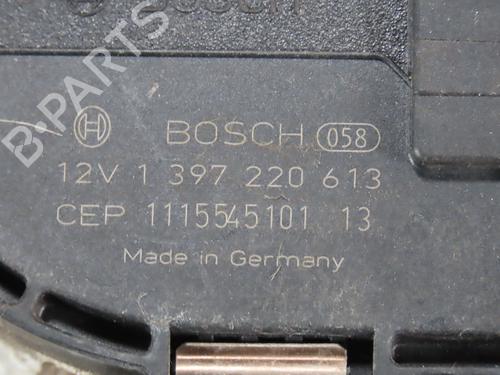 BOSCH 058
12V 1 397 220 613
CEP 1115545101 13
Made in Germany
B-PARTS